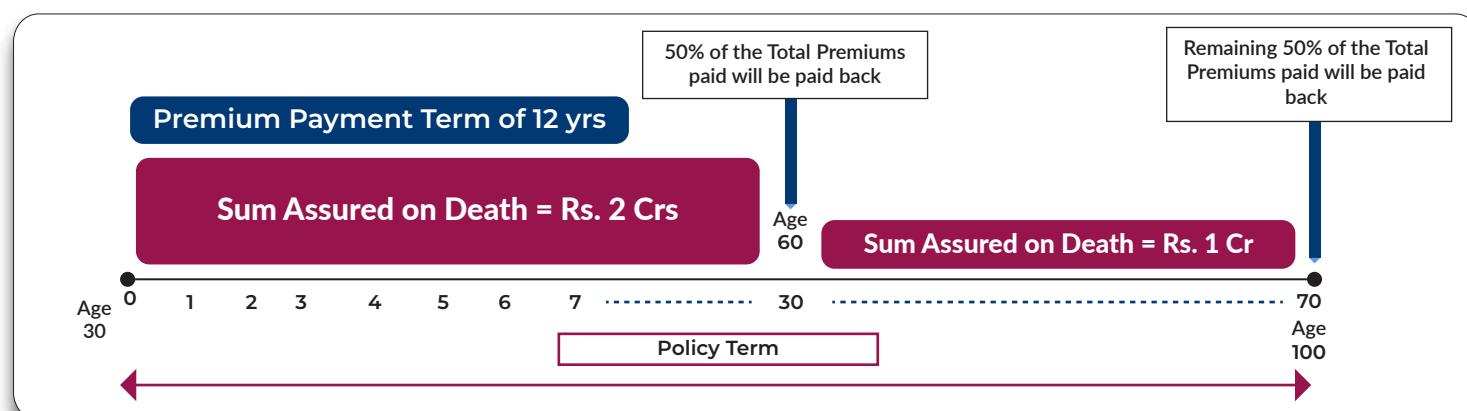 50% of the Total Premiums
paid will be paid back
Remaining 50% of the Total
Premiums paid will be paid
back
Premium Payment Term of 12 yrs
Sum Assured on Death = Rs. 2 Crs
Age
60
Sum Assured on Death = Rs. 1 Cr
Age
30
0 1 2 3 4 5 6 7 30 70
Age
100
Policy Term